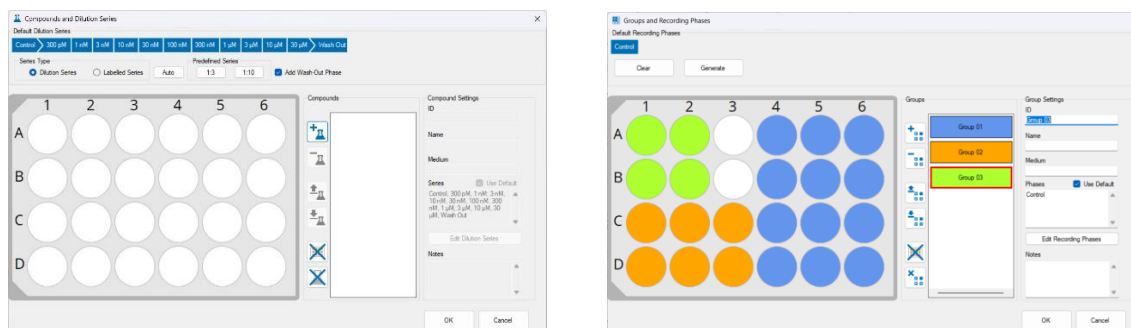 Compounds and Dilution Series
Default Dilution Series
Control 300 pM 1 nM 3 nM 10 nM 30 nM 100 nM 300 nM 1 µM 3 µM 10 µM 30 µM Wash Out
Series Type
Predefined Series
Dilution Series Labelled Series Auto 1:3 1:10 Add Wash-Out Phase
1 2 3 4 5 6
A
B
C
D
Compounds
Compound Settings
ID
Name
Medium
Series Use Default
Control, 300 pM, 1 nM, 3 nM,
10 nM, 30 nM, 100 nM, 300
nM, 1 µM, 3 µM, 10 µM, 30
µM, Wash Out
Edit Dilution Series
Notes
OK Cancel
Groups and Recording Phases
Default Recording Phases
Control
Clear Generate
1 2 3 4 5 6
A
B
C
D
Groups
Group 01
Group 02
Group 03
Group Settings
ID
Group 03
Name
Medium
Phases Use Default
Control
Edit Recording Phases
Notes
OK Cancel